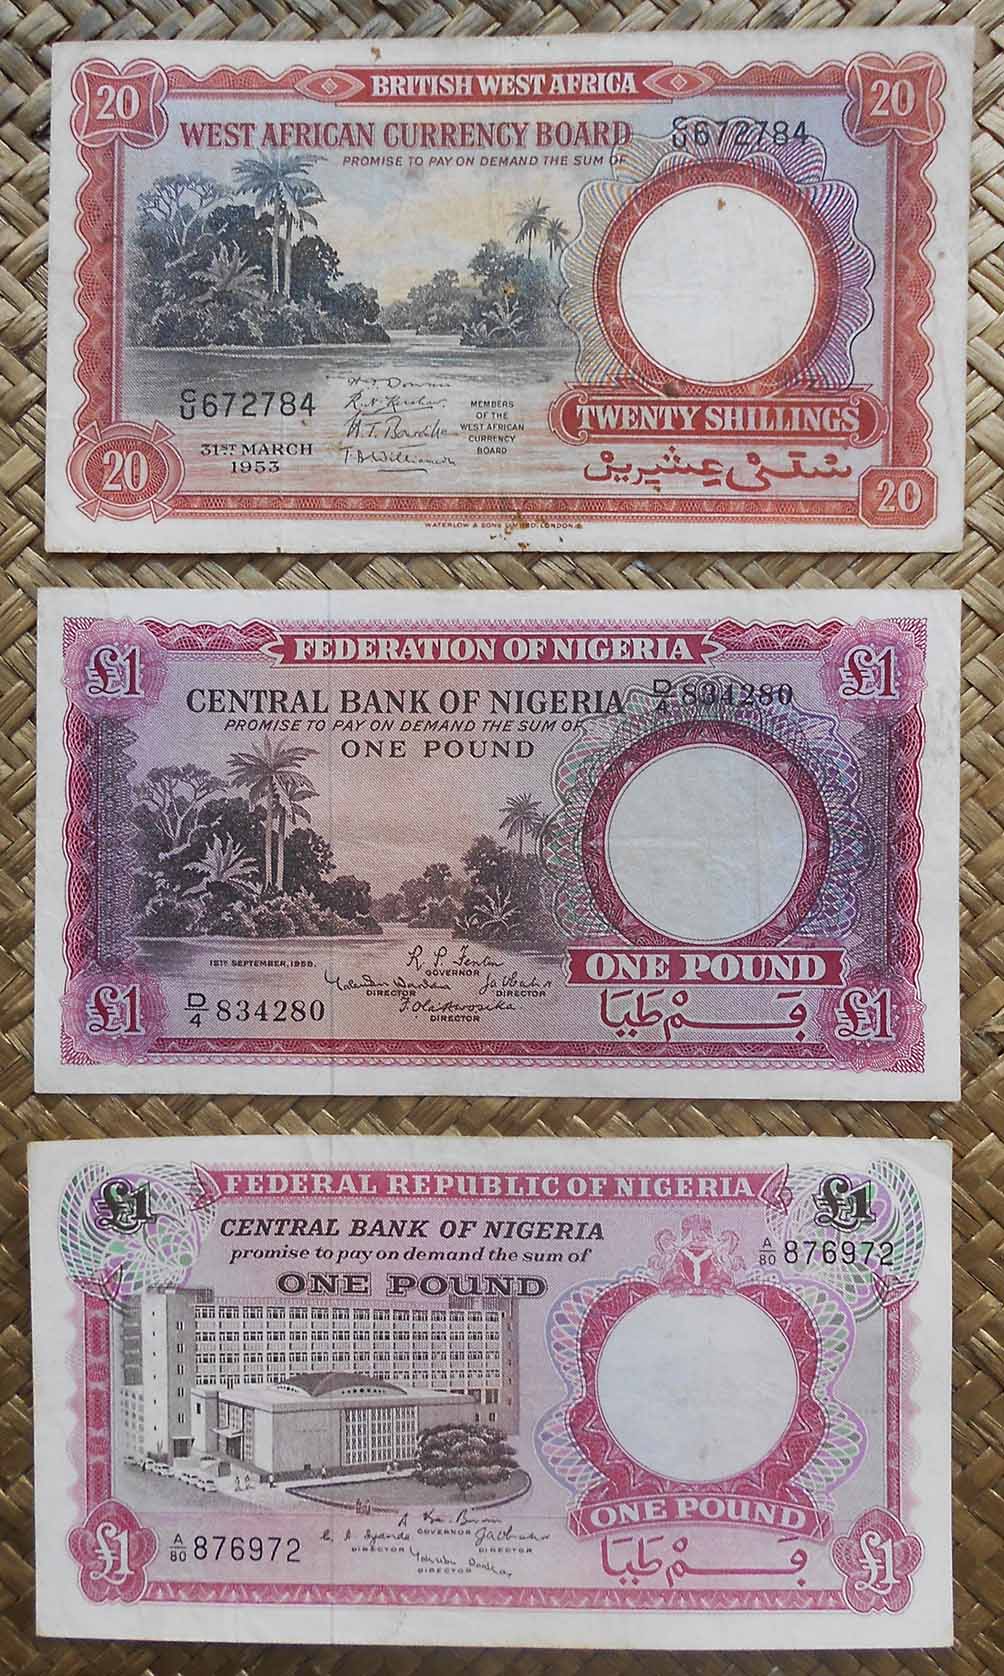 BRITISH WEST AFRICA
20 20
WEST AFRICAN CURRENCY BOARD
C/U 672784
PROMISE TO PAY ON DEMAND THE SUM OF
C/U 672784
31ST MARCH
1953
MEMBERS
OF THE
WEST AFRICAN
CURRENCY
BOARD
TWENTY SHILLINGS
20 20
WATERLOW & SONS LIMITED, LONDON.
FEDERATION OF NIGERIA
£1 £1
CENTRAL BANK OF NIGERIA
D/4 834280
PROMISE TO PAY ON DEMAND THE SUM OF
ONE POUND
15TH SEPTEMBER, 1958.
GOVERNOR
DIRECTOR DIRECTOR
DIRECTOR
D/4 834280
ONE POUND
£1 £1
FEDERAL REPUBLIC OF NIGERIA
£1 £1
CENTRAL BANK OF NIGERIA
A/80 876972
promise to pay on demand the sum of
ONE POUND
GOVERNOR
DIRECTOR DIRECTOR
DIRECTOR
A/80 876972
ONE POUND
£1 £1